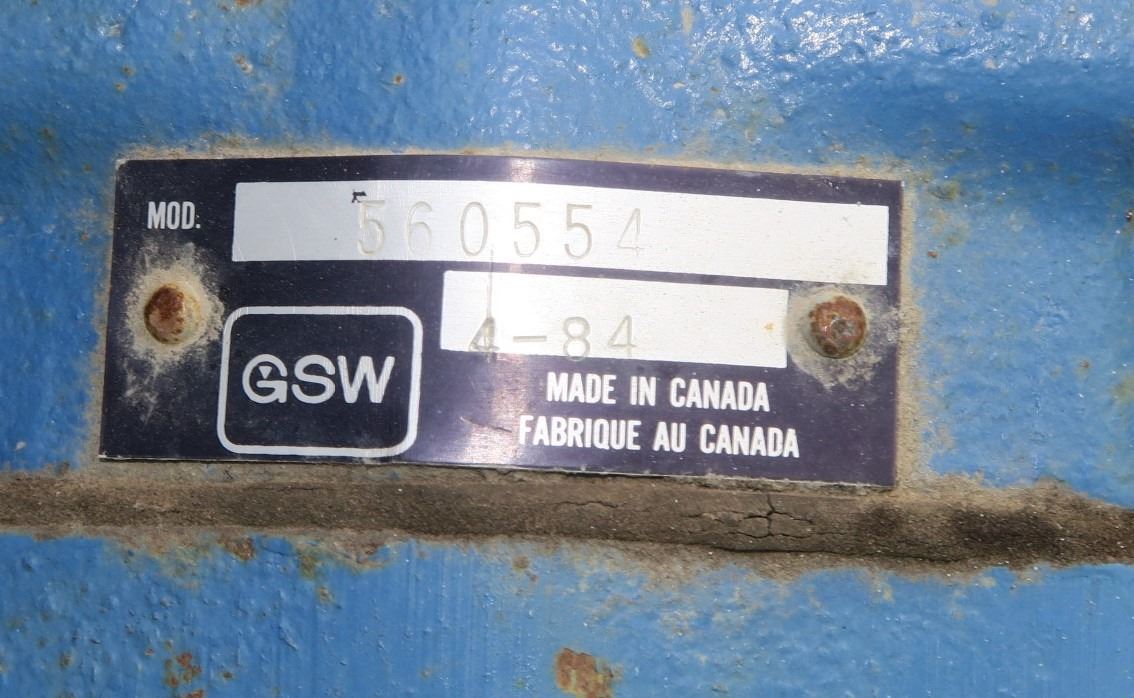 MOD. 560554
4-84
GSW
MADE IN CANADA
FABRIQUE AU CANADA